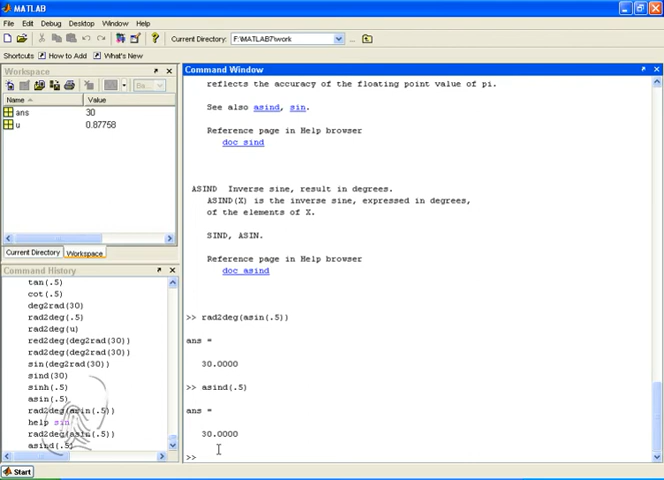 MATLAB
File Edit Debug Desktop Window Help
Current Directory: F:\MATLAB7\work
Shortcuts How to Add What's New
Workspace
Ba...
Name Value
ans 30
u 0.87758
Current Directory Workspace
Command History
tan(.5)
cot(.5)
deg2rad(30)
rad2deg(.5)
rad2deg(u)
red2deg(deg2rad(30))
rad2deg(deg2rad(30))
sin(deg2rad(30))
sind(30)
sinh(.5)
asin(.5)
rad2deg(asin(.5))
help sin
rad2deg(asin(.5))
asind(.5)
Command Window
reflects the accuracy of the floating point value of pi.
See also asind, sin.
Reference page in Help browser
doc sind
ASIND Inverse sine, result in degrees.
ASIND(X) is the inverse sine, expressed in degrees,
of the elements of X.
SIND, ASIN.
Reference page in Help browser
doc asind
>> rad2deg(asin(.5))
ans =
30.0000
>> asind(.5)
ans =
30.0000
>>
Start